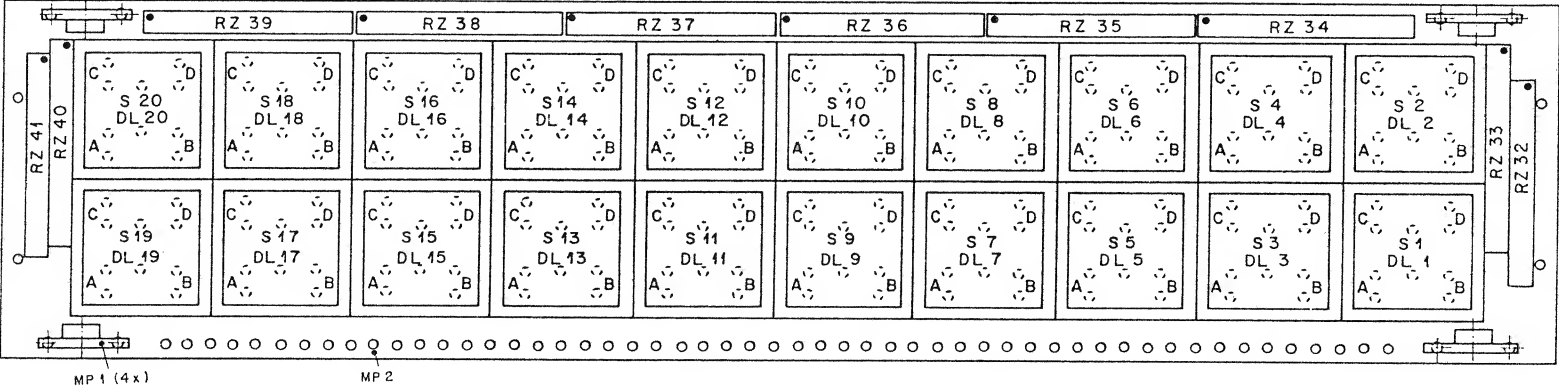 RZ 39 RZ 38 RZ 37 RZ 36 RZ 35 RZ 34
RZ 41
RZ 40
C D C D C D C D C D C D C D C D C D C D
S 20 S 18 S 16 S 14 S 12 S 10 S 8 S 6 S 4 S 2
DL 20 DL 18 DL 16 DL 14 DL 12 DL 10 DL 8 DL 6 DL 4 DL 2
A B A B A B A B A B A B A B A B A B A B
RZ 33
RZ 32
C D C D C D C D C D C D C D C D C D C D
S 19 S 17 S 15 S 13 S 11 S 9 S 7 S 5 S 3 S 1
DL 19 DL 17 DL 15 DL 13 DL 11 DL 9 DL 7 DL 5 DL 3 DL 1
A B A B A B A B A B A B A B A B A B A B
MP 1 (4x) MP 2